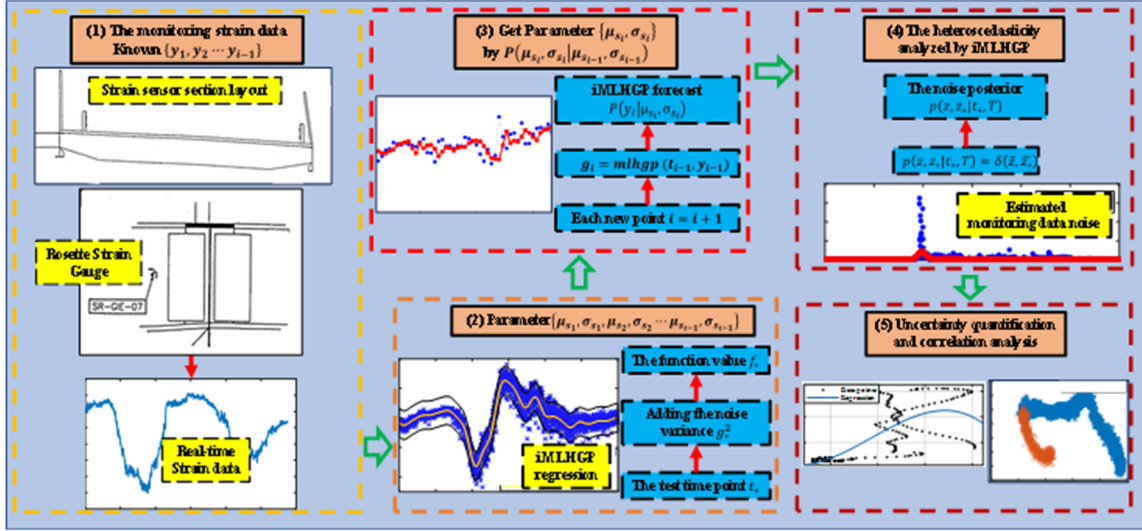 (1) The monitoring strain data
Known {y₁, y₂ ⋯ yᵢ₋₁}
Strain sensor section layout
Rosette Strain
Gauge
SR-GE-07
Real-time
Strain data
(2) Parameter{μₛ₁, σₛ₁, μₛ₂, σₛ₂ ⋯ μₛᵢ₋₁, σₛᵢ₋₁}
The function value f⁎
Adding the noise
variance g⁎²
The test time point t⁎
iMLHGP
regression
(3) Get Parameter {μₛᵢ, σₛᵢ}
by P(μₛᵢ, σₛᵢ|μₛᵢ₋₁, σₛᵢ₋₁)
iMLHGP forecast
P(yᵢ|μₛᵢ, σₛᵢ)
gᵢ = mlhgp (tᵢ₋₁, yᵢ₋₁)
Each new point i = i + 1
(4) The heteroscelasticity
analyzed by iMLHGP
The noise posterior
p(z, z⁎|t⁎, T)
p(z, z⁎|t⁎, T) ≈ δ(z̃, z̃⁎)
Estimated
monitoring data noise
(5) Uncertainty quantification
and correlation analysis
Regression